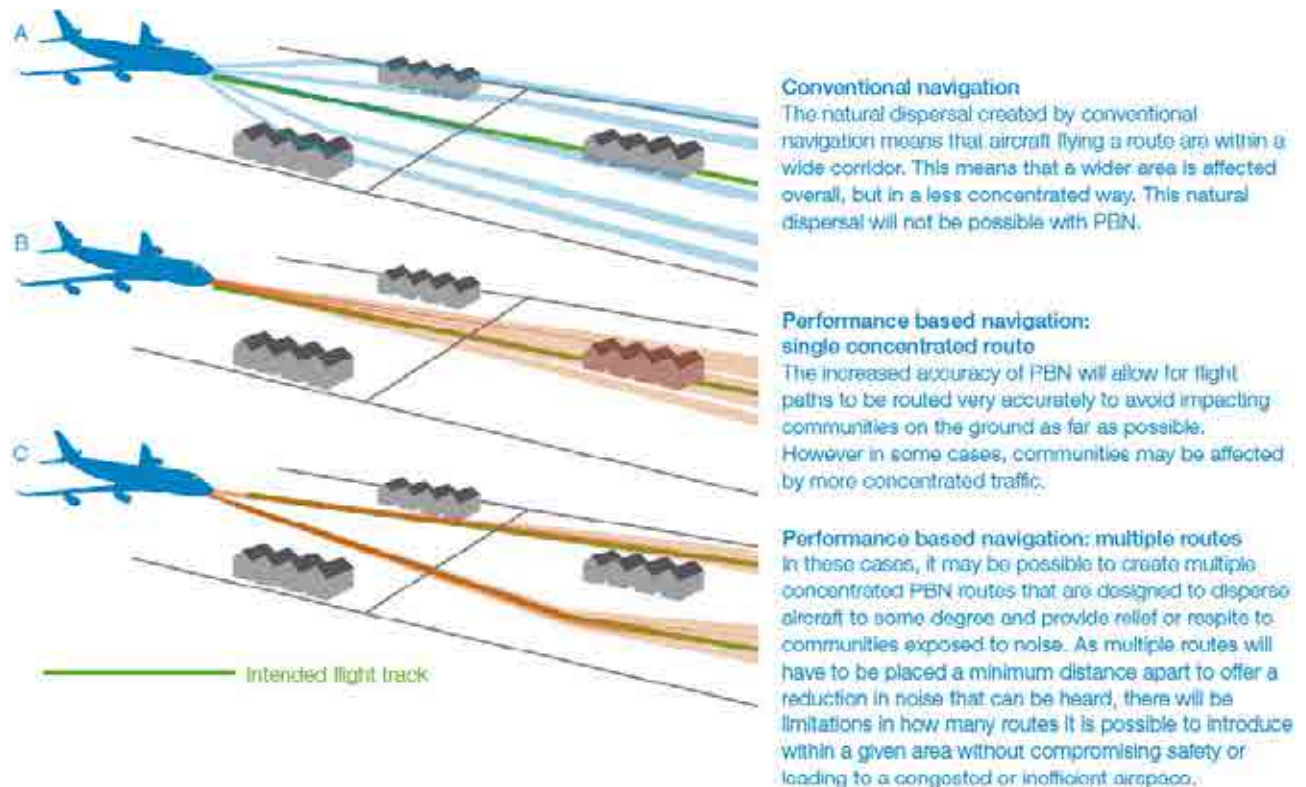 A
Conventional navigation
The natural dispersal created by conventional
navigation means that aircraft flying a route are within a
wide corridor. This means that a wider area is affected
overall, but in a less concentrated way. This natural
dispersal will not be possible with PBN.
B
Performance based navigation:
single concentrated route
The increased accuracy of PBN will allow for flight
paths to be routed very accurately to avoid impacting
communities on the ground as far as possible.
However in some cases, communities may be affected
by more concentrated traffic.
C
Performance based navigation: multiple routes
In these cases, it may be possible to create multiple
concentrated PBN routes that are designed to disperse
aircraft to some degree and provide relief or respite to
communities exposed to noise. As multiple routes will
have to be placed a minimum distance apart to offer a
reduction in noise that can be heard, there will be
limitations in how many routes it is possible to introduce
within a given area without compromising safety or
leading to a congested or inefficient airspace.
Intended flight track